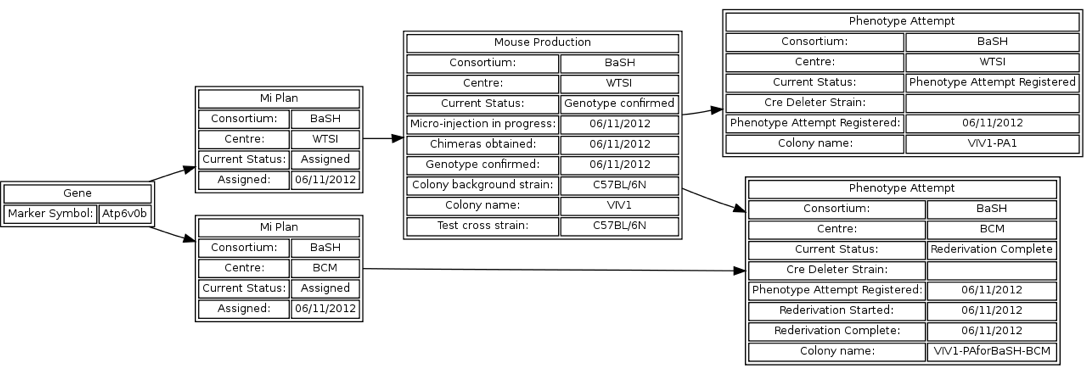 Gene
Marker Symbol: Atp6v0b
Mi Plan
Consortium: BaSH
Centre: WTSI
Current Status: Assigned
Assigned: 06/11/2012
Mi Plan
Consortium: BaSH
Centre: BCM
Current Status: Assigned
Assigned: 06/11/2012
Mouse Production
Consortium: BaSH
Centre: WTSI
Current Status: Genotype confirmed
Micro-injection in progress: 06/11/2012
Chimeras obtained: 06/11/2012
Genotype confirmed: 06/11/2012
Colony background strain: C57BL/6N
Colony name: VIV1
Test cross strain: C57BL/6N
Phenotype Attempt
Consortium: BaSH
Centre: WTSI
Current Status: Phenotype Attempt Registered
Cre Deleter Strain:
Phenotype Attempt Registered: 06/11/2012
Colony name: VIV1-PA1
Phenotype Attempt
Consortium: BaSH
Centre: BCM
Current Status: Rederivation Complete
Cre Deleter Strain:
Phenotype Attempt Registered: 06/11/2012
Rederivation Started: 06/11/2012
Rederivation Complete: 06/11/2012
Colony name: VIV1-PAforBaSH-BCM